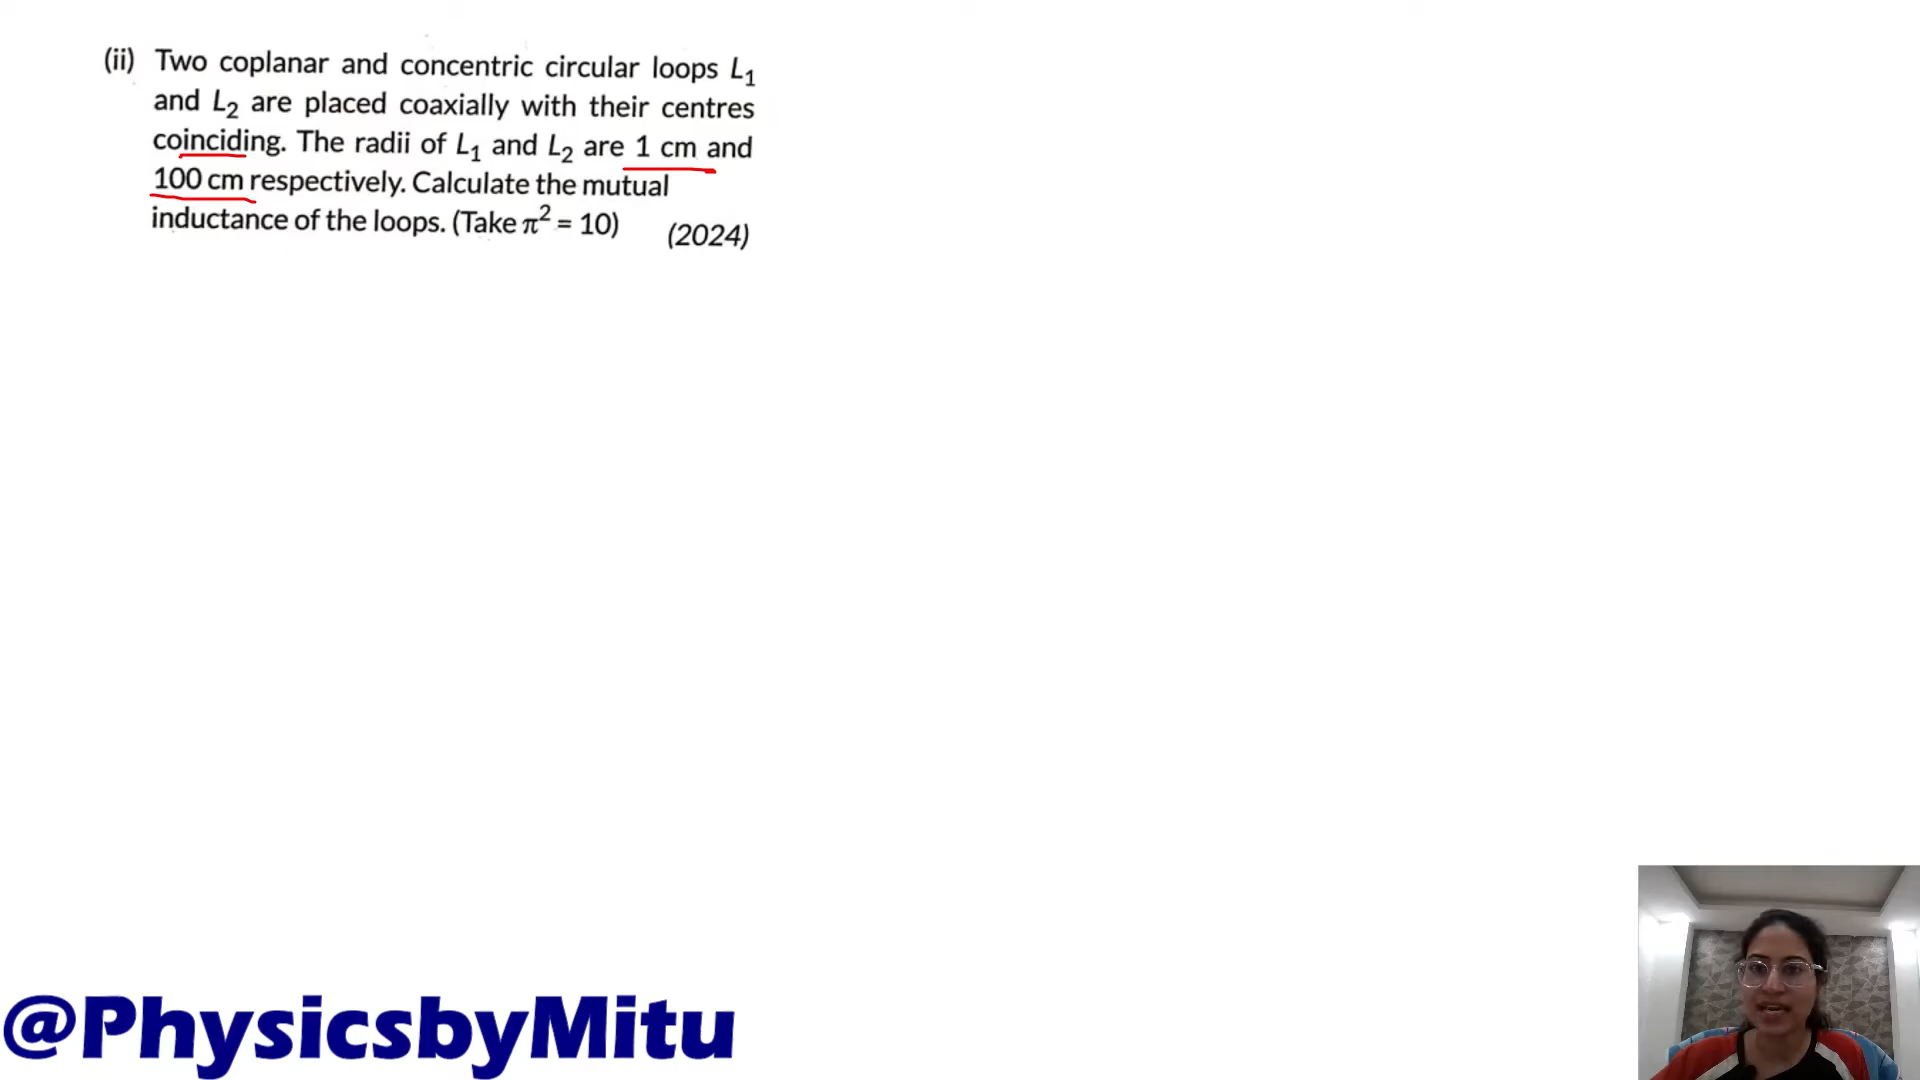 (ii) Two coplanar and concentric circular loops L₁
and L₂ are placed coaxially with their centres
coinciding. The radii of L₁ and L₂ are 1 cm and
100 cm respectively. Calculate the mutual
inductance of the loops. (Take π² = 10) (2024)
@PhysicsbyMitu